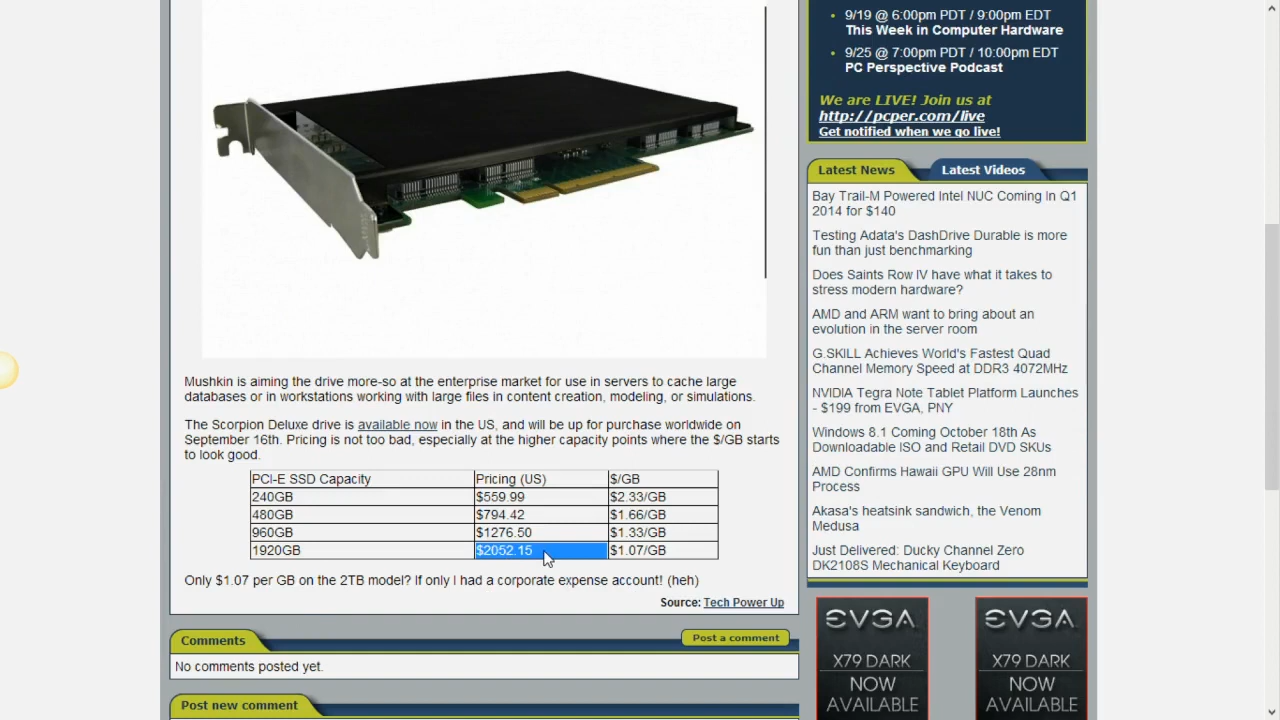 9/19 @ 6:00pm PDT / 9:00pm EDT
This Week in Computer Hardware
9/25 @ 7:00pm PDT / 10:00pm EDT
PC Perspective Podcast
We are LIVE! Join us at
http://pcper.com/live
Get notified when we go live!
Latest News
Latest Videos
Bay Trail-M Powered Intel NUC Coming In Q1
2014 for $140
Testing Adata's DashDrive Durable is more
fun than just benchmarking
Does Saints Row IV have what it takes to
stress modern hardware?
AMD and ARM want to bring about an
evolution in the server room
G.SKILL Achieves World's Fastest Quad
Channel Memory Speed at DDR3 4072MHz
NVIDIA Tegra Note Tablet Platform Launches
- $199 from EVGA, PNY
Windows 8.1 Coming October 18th As
Downloadable ISO and Retail DVD SKUs
AMD Confirms Hawaii GPU Will Use 28nm
Process
Akasa's heatsink sandwich, the Venom
Medusa
Just Delivered: Ducky Channel Zero
DK2108S Mechanical Keyboard
Mushkin is aiming the drive more-so at the enterprise market for use in servers to cache large
databases or in workstations working with large files in content creation, modeling, or simulations.
The Scorpion Deluxe drive is available now in the US, and will be up for purchase worldwide on
September 16th. Pricing is not too bad, especially at the higher capacity points where the $/GB starts
to look good.
PCI-E SSD Capacity Pricing (US) $/GB
240GB $559.99 $2.33/GB
480GB $794.42 $1.66/GB
960GB $1276.50 $1.33/GB
1920GB $2052.15 $1.07/GB
Only $1.07 per GB on the 2TB model? If only I had a corporate expense account! (heh)
Source: Tech Power Up
Comments
Post a comment
No comments posted yet.
Post new comment
EVGA
X79 DARK
NOW
AVAILABLE
EVGA
X79 DARK
NOW
AVAILABLE